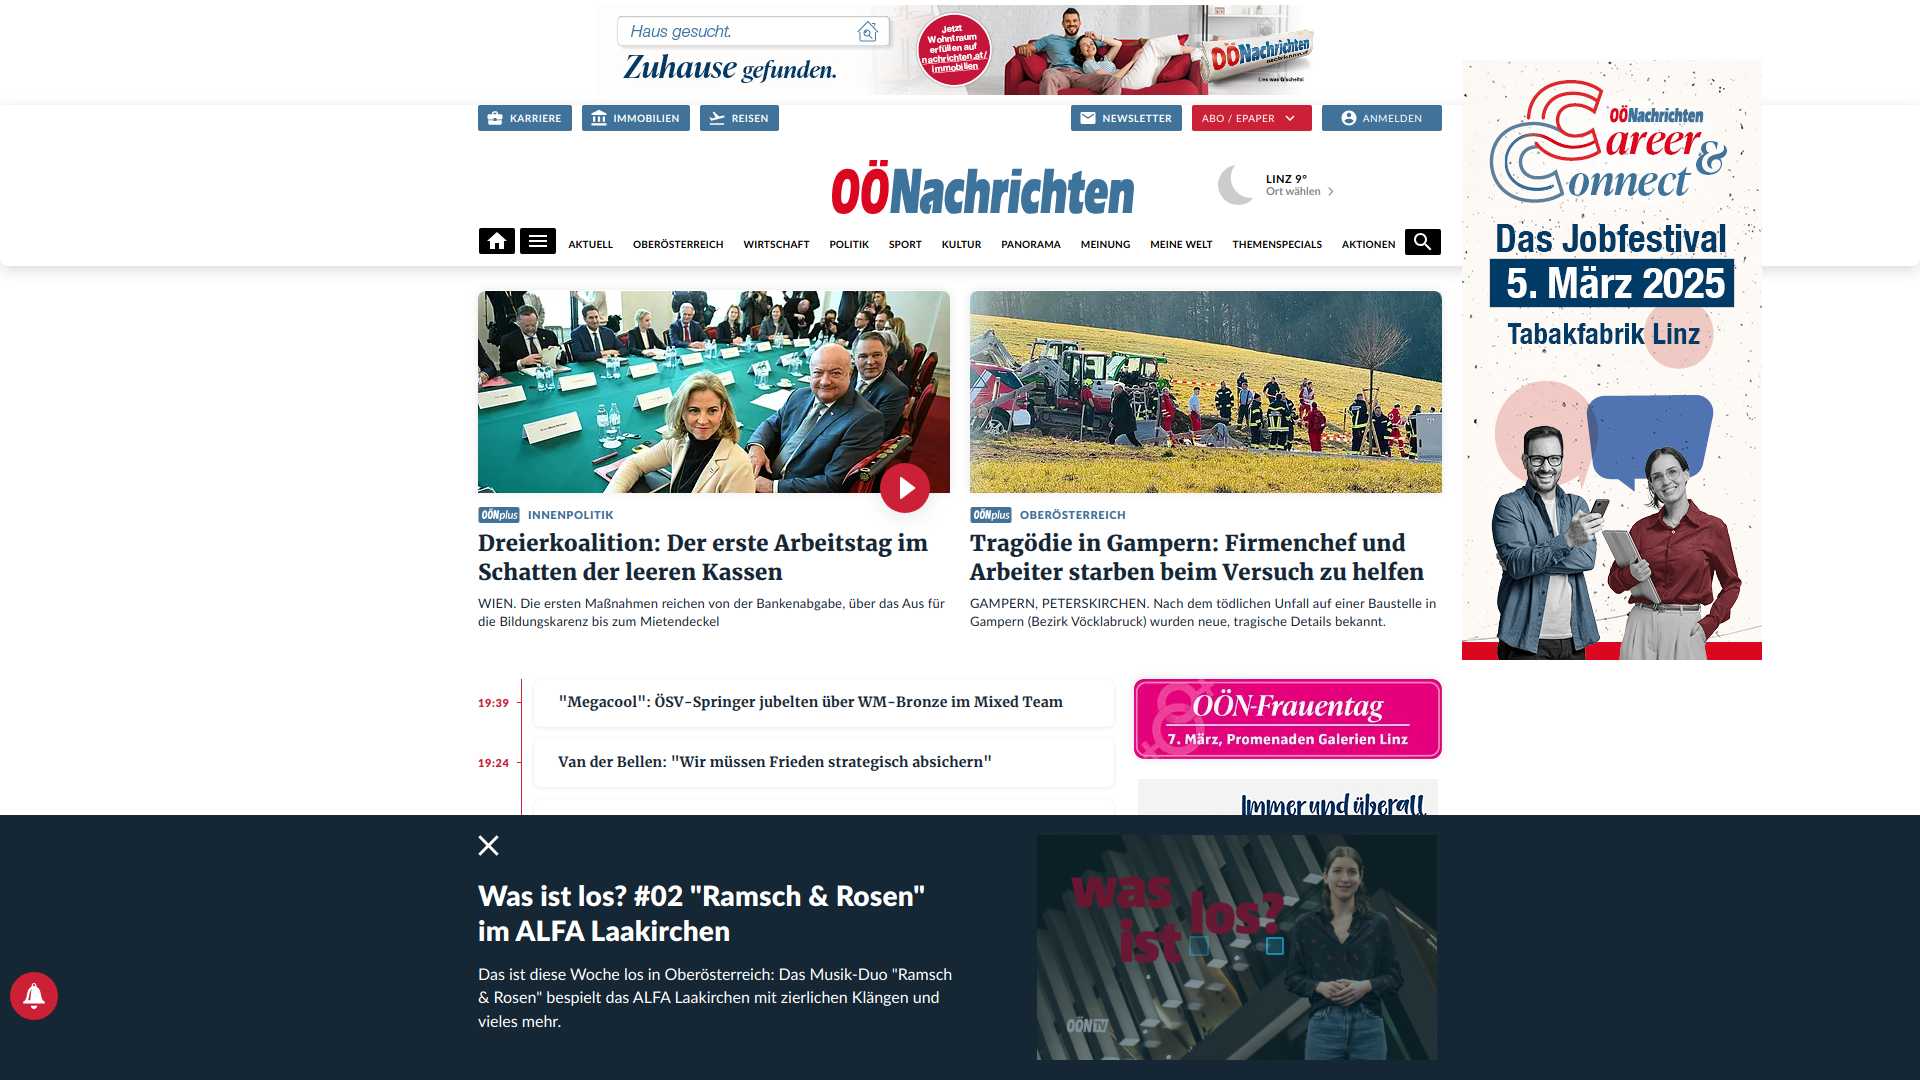 Haus gesucht.
Zuhause gefunden.
Jetzt
Wohntraum
erfüllen auf
nachrichten.at/
immobilien
OÖNachrichten
Lies was G'scheits!
KARRIERE
IMMOBILIEN
REISEN
NEWSLETTER
ABO / EPAPER
ANMELDEN
OÖNachrichten
LINZ 9°
Ort wählen
AKTUELL
OBERÖSTERREICH
WIRTSCHAFT
POLITIK
SPORT
KULTUR
PANORAMA
MEINUNG
MEINE WELT
THEMENSPECIALS
AKTIONEN
OÖNachrichten
Career &
Connect
Das Jobfestival
5. März 2025
Tabakfabrik Linz
OÖNplus INNENPOLITIK
Dreierkoalition: Der erste Arbeitstag im
Schatten der leeren Kassen
WIEN. Die ersten Maßnahmen reichen von der Bankenabgabe, über das Aus für
die Bildungskarenz bis zum Mietendeckel
OÖNplus OBERÖSTERREICH
Tragödie in Gampern: Firmenchef und
Arbeiter starben beim Versuch zu helfen
GAMPERN, PETERSKIRCHEN. Nach dem tödlichen Unfall auf einer Baustelle in
Gampern (Bezirk Vöcklabruck) wurden neue, tragische Details bekannt.
19:39 "Megacool": ÖSV-Springer jubelten über WM-Bronze im Mixed Team
19:24 Van der Bellen: "Wir müssen Frieden strategisch absichern"
OÖN-Frauentag
7. März, Promenaden Galerien Linz
Immer und überall
Was ist los? #02 "Ramsch & Rosen"
im ALFA Laakirchen
Das ist diese Woche los in Oberösterreich: Das Musik-Duo "Ramsch
& Rosen" bespielt das ALFA Laakirchen mit zierlichen Klängen und
vieles mehr.
was
ist los?
OÖN TV